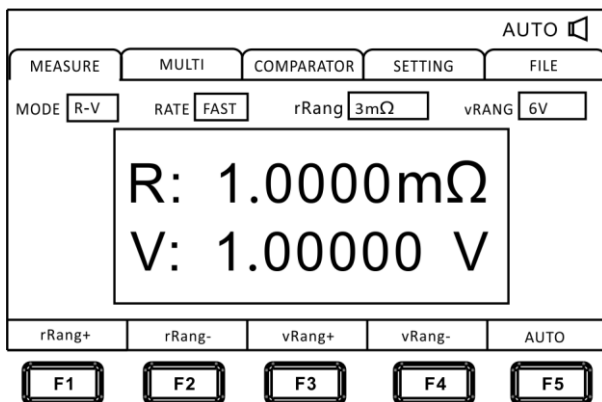 AUTO
MEASURE MULTI COMPARATOR SETTING FILE
MODE R-V RATE FAST rRang 3mΩ vRANG 6V
R: 1.0000mΩ
V: 1.00000 V
rRang+ rRang- vRang+ vRang- AUTO
F1 F2 F3 F4 F5